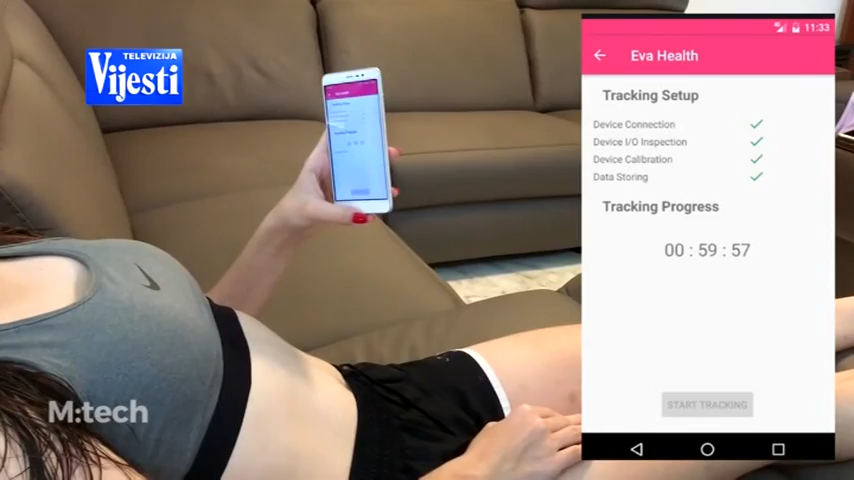 TELEVIZIJA
Vijesti
M:tech
11:33
Eva Health
Tracking Setup
Device Connection
Device I/O Inspection
Device Calibration
Data Storing
Tracking Progress
00 : 59 : 57
START TRACKING